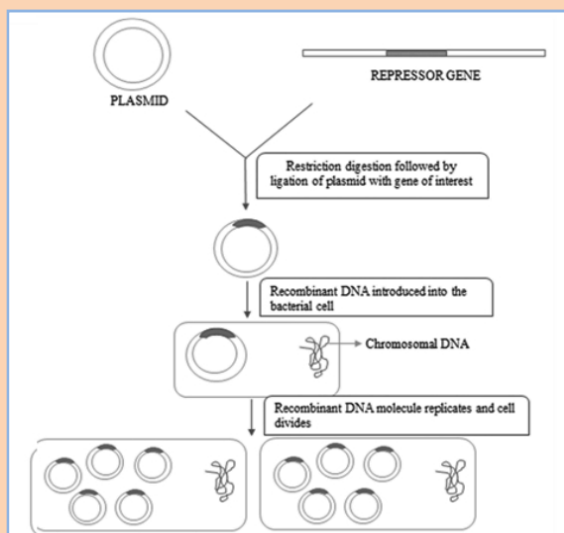 PLASMID
REPRESSOR GENE
Restriction digestion followed by
ligation of plasmid with gene of interest
Recombinant DNA introduced into the
bacterial cell
Chromosomal DNA
Recombinant DNA molecule replicates and cell
divides